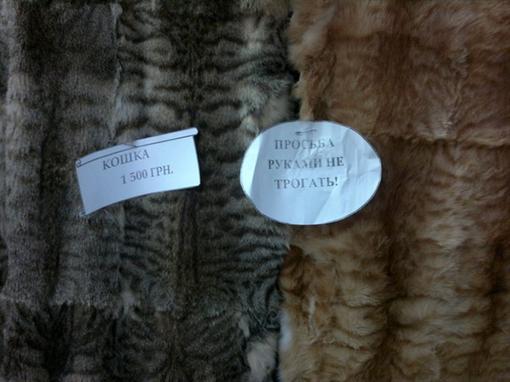 КОШКА
1 500 ГРН.
ПРОСЬБА
РУКАМИ НЕ
ТРОГАТЬ!